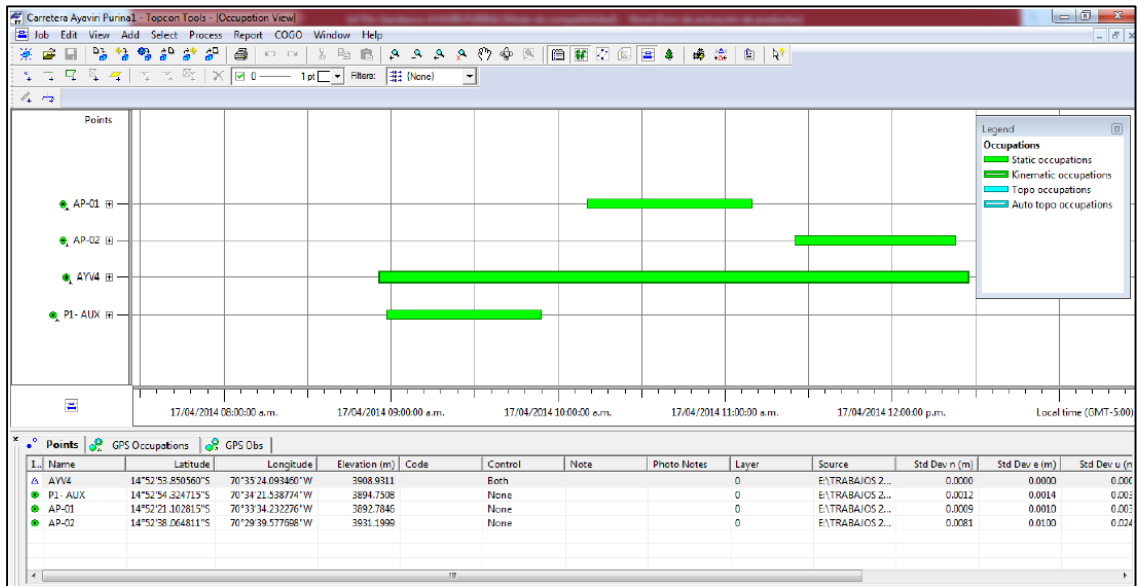 Carretera Ayaviri Purina1 - Topcon Tools - [Occupation View]
Job Edit View Add Select Process Report COGO Window Help
0 1 pt Filters: (None)
Points
AP-01
AP-02
AYV4
P1- AUX
Legend
Occupations
Static occupations
Kinematic occupations
Topo occupations
Auto topo occupations
17/04/2014 08:00:00 a.m. 17/04/2014 09:00:00 a.m. 17/04/2014 10:00:00 a.m. 17/04/2014 11:00:00 a.m. 17/04/2014 12:00:00 p.m. Local time (GMT-5:00)
Points GPS Occupations GPS Obs
I... Name Latitude Longitude Elevation (m) Code Control Note Photo Notes Layer Source Std Dev n (m) Std Dev e (m) Std Dev u (n
AYV4 14°52'53.850560"S 70°35'24.093460"W 3908.9311 Both 0 E:\TRABAJOS 2... 0.0000 0.0000 0.000
P1- AUX 14°52'54.324715"S 70°34'21.538774"W 3894.7508 None 0 E:\TRABAJOS 2... 0.0012 0.0014 0.003
AP-01 14°52'21.102815"S 70°33'34.232276"W 3892.7846 None 0 E:\TRABAJOS 2... 0.0009 0.0010 0.003
AP-02 14°52'38.064811"S 70°29'39.577698"W 3931.1999 None 0 E:\TRABAJOS 2... 0.0081 0.0100 0.024